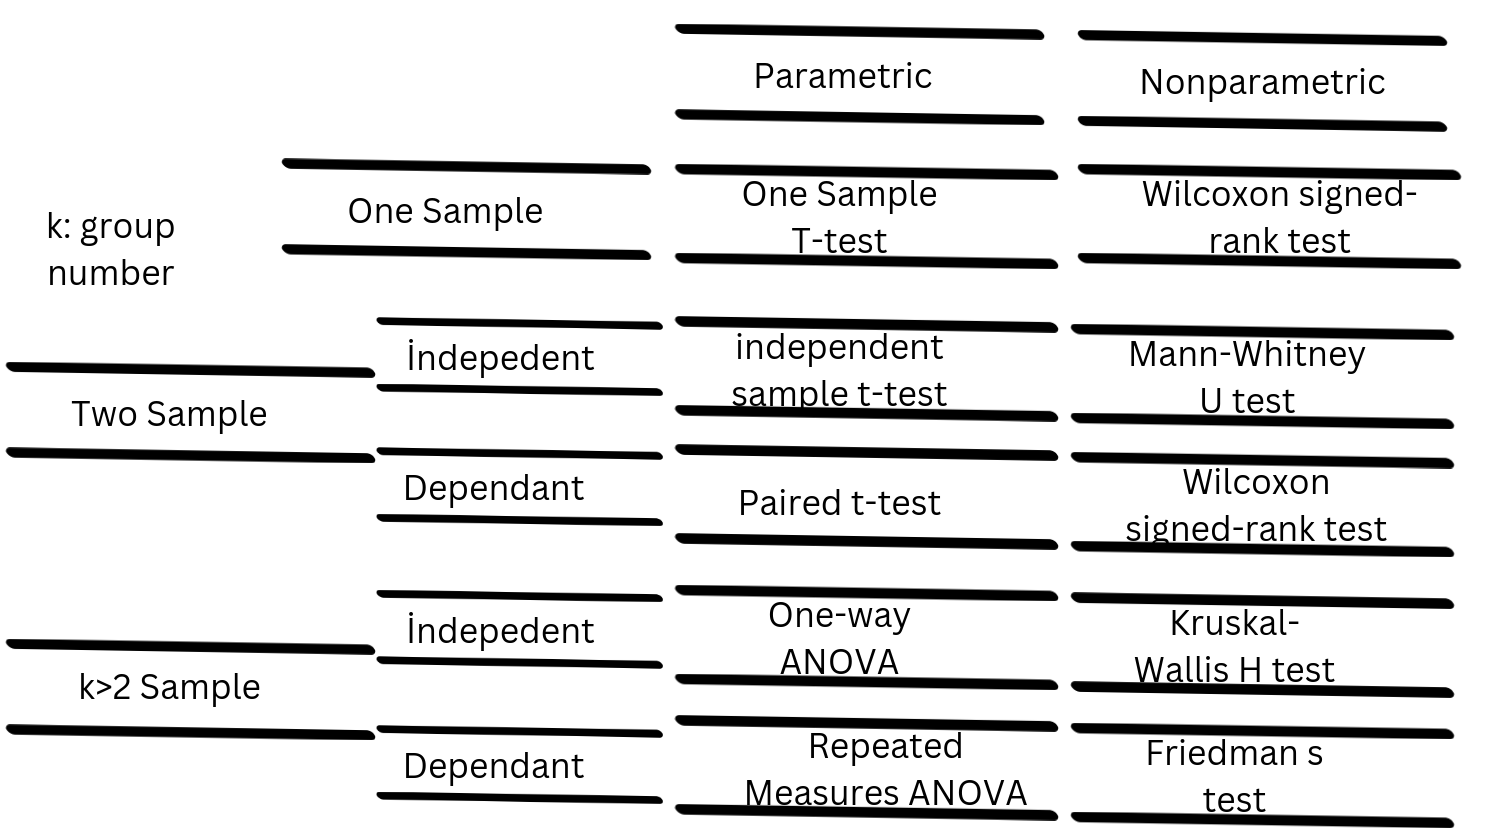 Parametric
Nonparametric
k: group
number
One Sample
One Sample
T-test
Wilcoxon signed-
rank test
Two Sample
İndepedent
independent
sample t-test
Mann-Whitney
U test
Dependant
Paired t-test
Wilcoxon
signed-rank test
k>2 Sample
İndepedent
One-way
ANOVA
Kruskal-
Wallis H test
Dependant
Repeated
Measures ANOVA
Friedman s
test